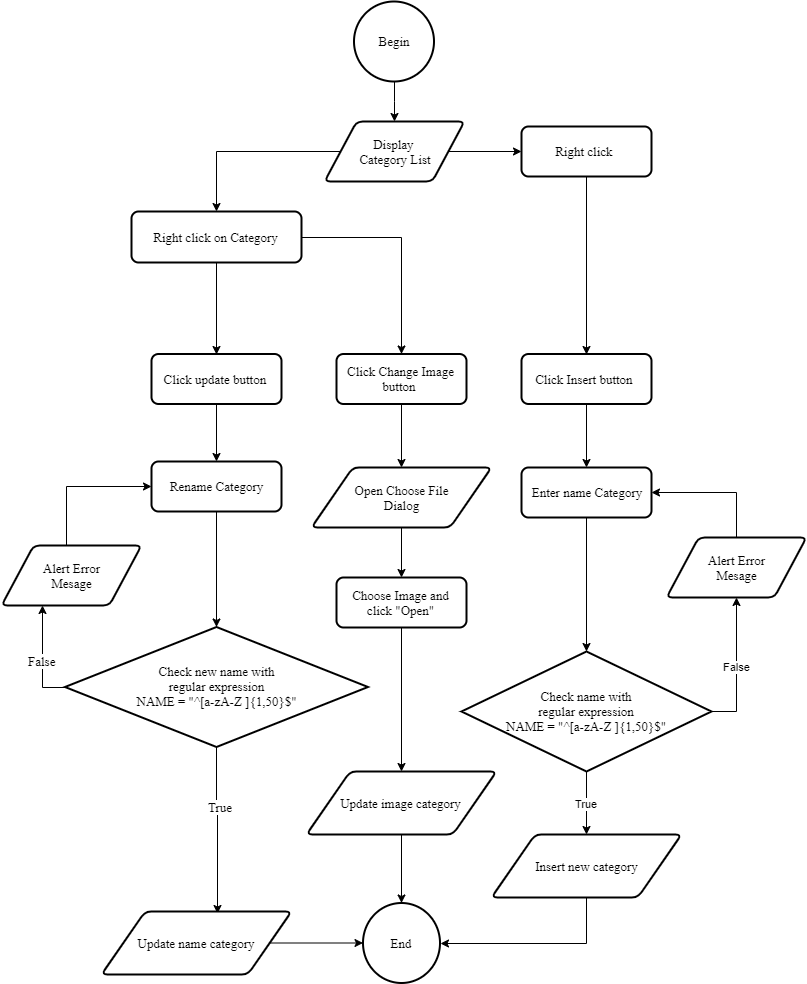 Begin
Display
Category List
Right click
Right click on Category
Click update button
Click Change Image
button
Click Insert button
Rename Category
Open Choose File
Dialog
Enter name Category
Alert Error
Mesage
Alert Error
Mesage
Choose Image and
click "Open"
False
Check new name with
regular expression
NAME = "^[a-zA-Z ]{1,50}$"
False
Check name with
regular expression
NAME = "^[a-zA-Z ]{1,50}$"
True
Update image category
True
Insert new category
Update name category
End